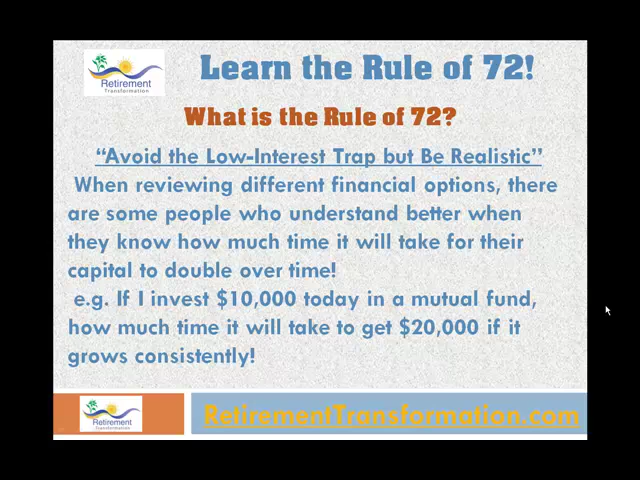 Retirement
Transformation
Learn the Rule of 72!
What is the Rule of 72?
“Avoid the Low-Interest Trap but Be Realistic”
When reviewing different financial options, there
are some people who understand better when
they know how much time it will take for their
capital to double over time!
e.g. If I invest $10,000 today in a mutual fund,
how much time it will take to get $20,000 if it
grows consistently!
Retirement
Transformation
RetirementTransformation.com